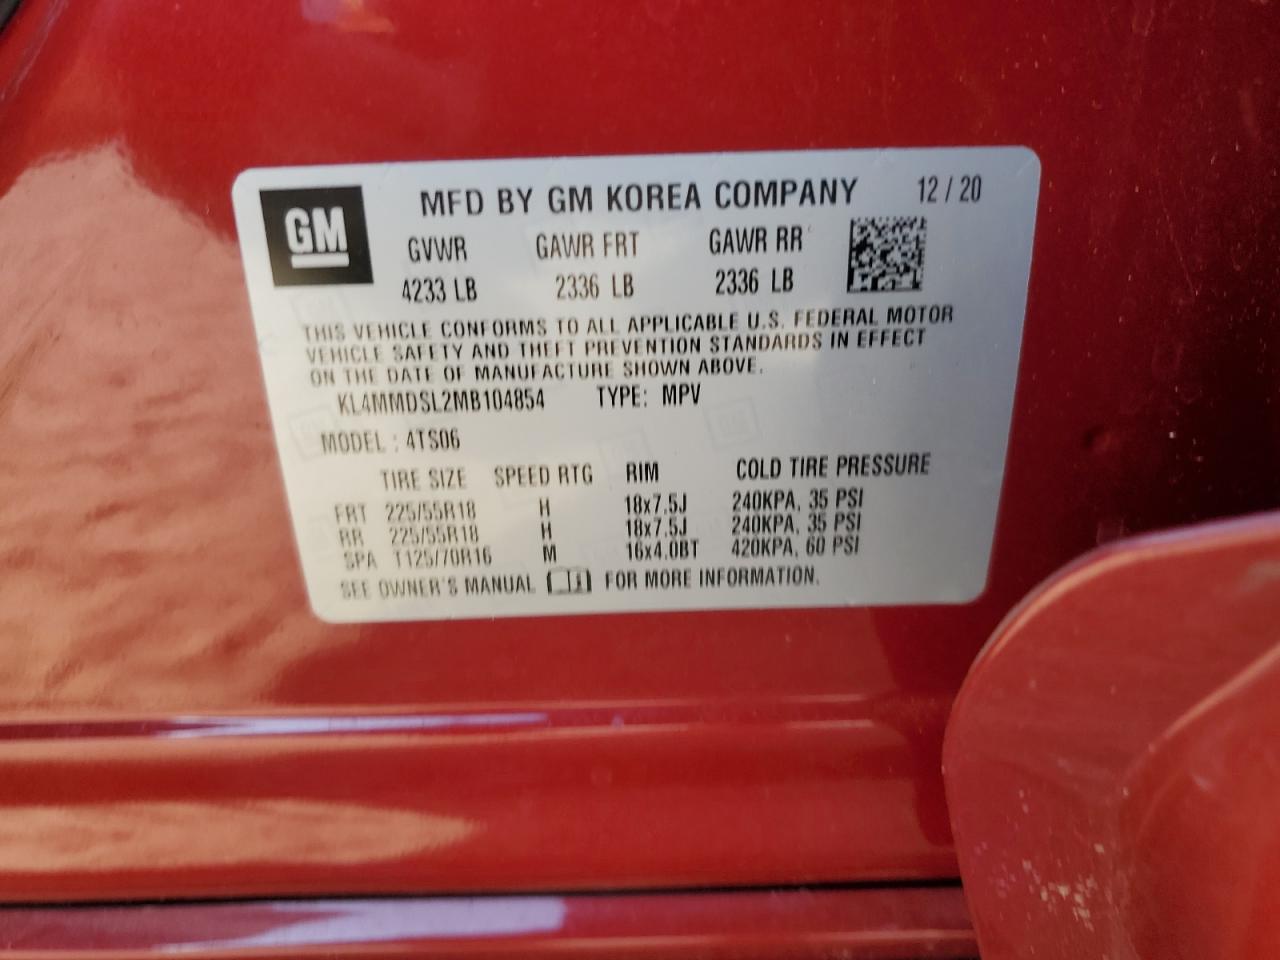 GM MFD BY GM KOREA COMPANY 12 / 20
GVWR GAWR FRT GAWR RR
4233 LB 2336 LB 2336 LB
THIS VEHICLE CONFORMS TO ALL APPLICABLE U.S. FEDERAL MOTOR
VEHICLE SAFETY AND THEFT PREVENTION STANDARDS IN EFFECT
ON THE DATE OF MANUFACTURE SHOWN ABOVE.
KL4MMDSL2MB104854 TYPE: MPV
MODEL : 4TS06
TIRE SIZE SPEED RTG RIM COLD TIRE PRESSURE
FRT 225/55R18 H 18x7.5J 240KPA, 35 PSI
RR 225/55R18 H 18x7.5J 240KPA, 35 PSI
SPA T125/70R16 M 16x4.0BT 420KPA, 60 PSI
SEE OWNER'S MANUAL FOR MORE INFORMATION.